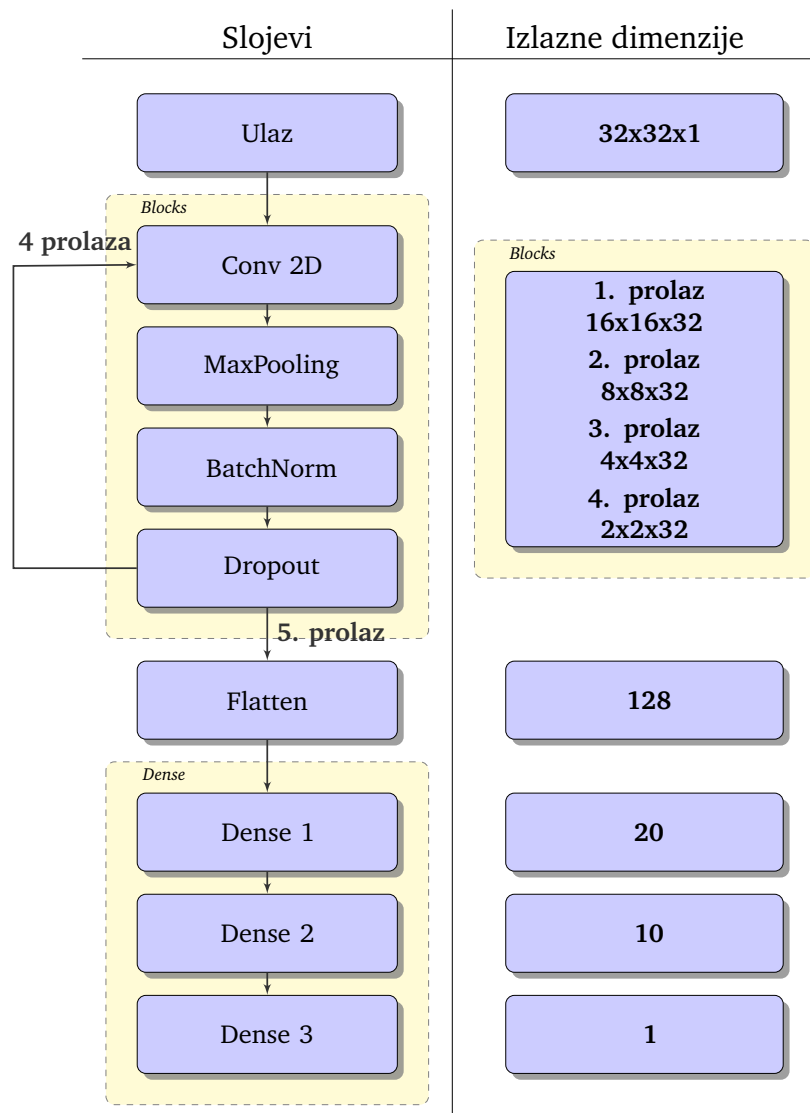 Slojevi
Izlazne dimenzije
Ulaz
32x32x1
Blocks
4 prolaza
Conv 2D
MaxPooling
BatchNorm
Dropout
Blocks
1. prolaz
16x16x32
2. prolaz
8x8x32
3. prolaz
4x4x32
4. prolaz
2x2x32
5. prolaz
Flatten
128
Dense
Dense 1
20
Dense 2
10
Dense 3
1